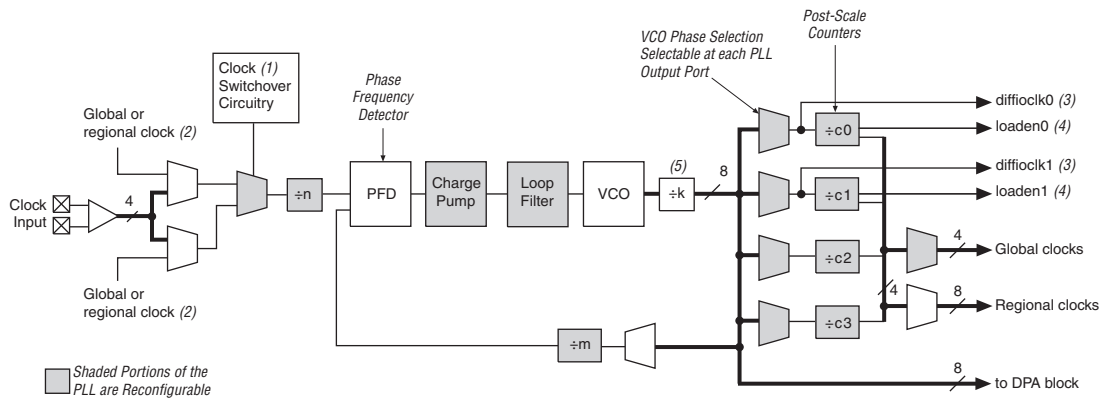 Post-Scale
Counters
VCO Phase Selection
Selectable at each PLL
Output Port
Clock (1)
Switchover
Circuitry
Phase
Frequency
Detector
Global or
regional clock (2)
diffioclk0 (3)
÷c0
loaden0 (4)
diffioclk1 (3)
÷n
PFD
Charge
Pump
Loop
Filter
VCO
(5)
÷k
8
÷c1
loaden1 (4)
Clock
Input
4
÷c2
4
Global clocks
Global or
regional clock (2)
4
8
Regional clocks
÷c3
÷m
Shaded Portions of the
PLL are Reconfigurable
8
to DPA block